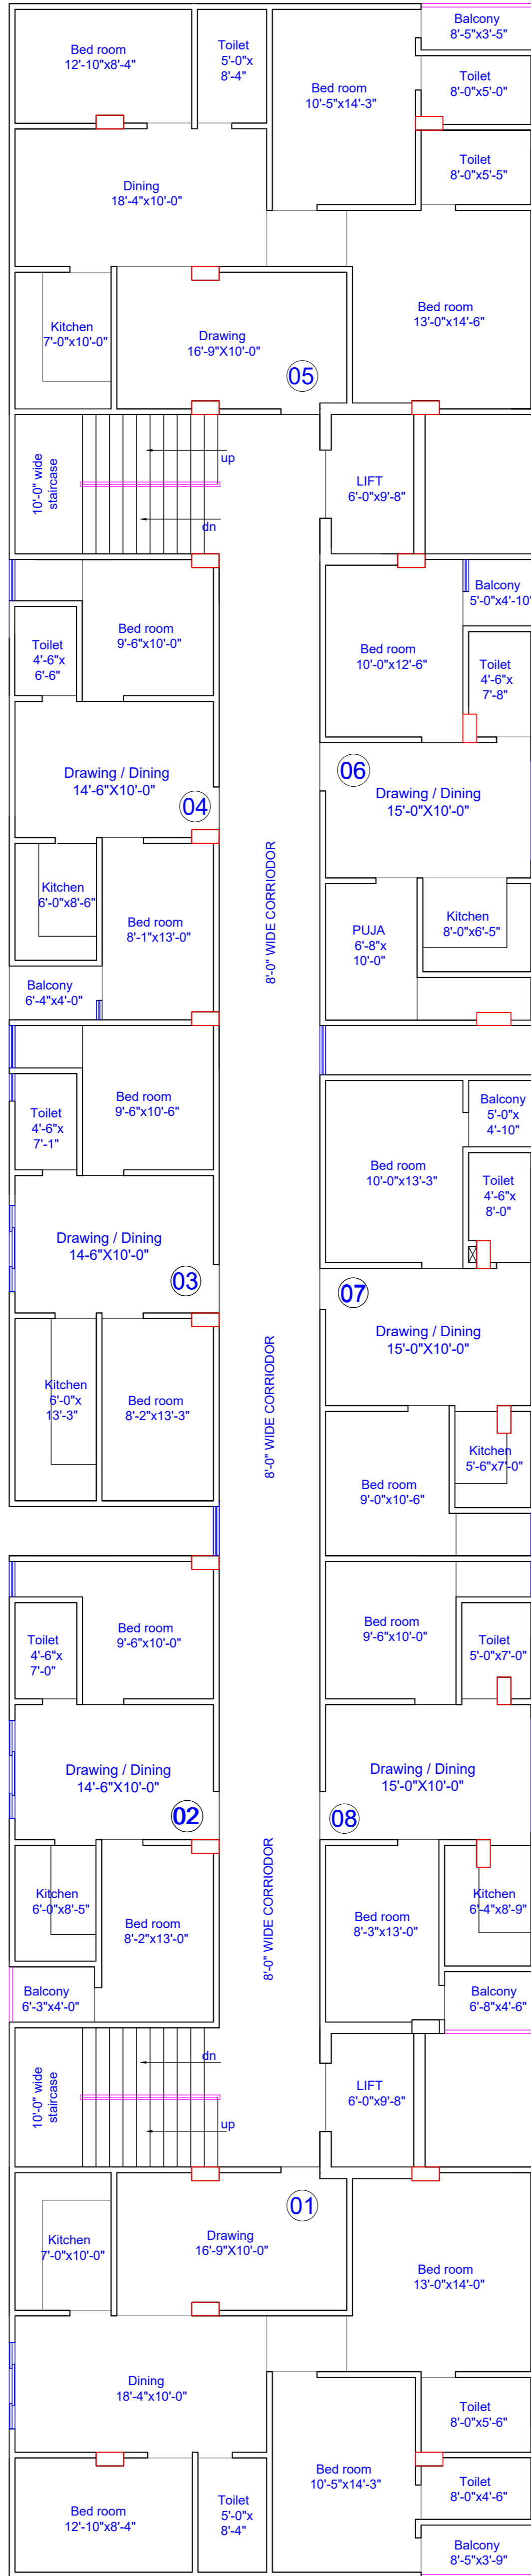 Balcony
8'-5"x3'-5"
Bed room
12'-10"x8'-4"
Toilet
5'-0"x
8'-4"
Bed room
10'-5"x14'-3"
Toilet
8'-0"x5'-0"
Toilet
8'-0"x5'-5"
Dining
18'-4"x10'-0"
Bed room
13'-0"x14'-6"
Kitchen
7'-0"x10'-0"
Drawing
16'-9"X10'-0"
05
10'-0" wide
staircase
up
dn
LIFT
6'-0"x9'-8"
Bed room
9'-6"x10'-0"
Toilet
4'-6"x
6'-6"
Bed room
10'-0"x12'-6"
Balcony
5'-0"x4'-10"
Toilet
4'-6"x
7'-8"
Drawing / Dining
14'-6"X10'-0"
04
06
Drawing / Dining
15'-0"X10'-0"
Kitchen
6'-0"x8'-6"
Bed room
8'-1"x13'-0"
Balcony
6'-4"x4'-0"
8'-0" WIDE CORRIODOR
PUJA
6'-8"x
10'-0"
Kitchen
8'-0"x6'-5"
Bed room
9'-6"x10'-6"
Toilet
4'-6"x
7'-1"
Balcony
5'-0"x
4'-10"
Bed room
10'-0"x13'-3"
Toilet
4'-6"x
8'-0"
Drawing / Dining
14-6"X10'-0"
03
07
Drawing / Dining
15'-0"X10'-0"
Kitchen
6'-0"x
13'-3"
Bed room
8'-2"x13'-3"
8'-0" WIDE CORRIODOR
Kitchen
5'-6"x7'-0"
Bed room
9'-0"x10'-6"
Bed room
9'-6"x10'-0"
Toilet
4'-6"x
7'-0"
Bed room
9'-6"x10'-0"
Toilet
5'-0"x7'-0"
Drawing / Dining
14'-6"X10'-0"
02
Drawing / Dining
15'-0"X10'-0"
08
Kitchen
6'-0"x8'-5"
Bed room
8'-2"x13'-0"
8'-0" WIDE CORRIODOR
Bed room
8'-3"x13'-0"
Kitchen
6'-4"x8'-9"
Balcony
6'-3"x4'-0"
Balcony
6'-8"x4'-6"
10'-0" wide
staircase
dn
up
LIFT
6'-0"x9'-8"
01
Kitchen
7'-0"x10'-0"
Drawing
16'-9"X10'-0"
Bed room
13'-0"x14'-0"
Dining
18'-4"x10'-0"
Toilet
8'-0"x5'-6"
Bed room
10'-5"x14'-3"
Toilet
8'-0"x4'-6"
Bed room
12'-10"x8'-4"
Toilet
5'-0"x
8'-4"
Balcony
8'-5"x3'-9"